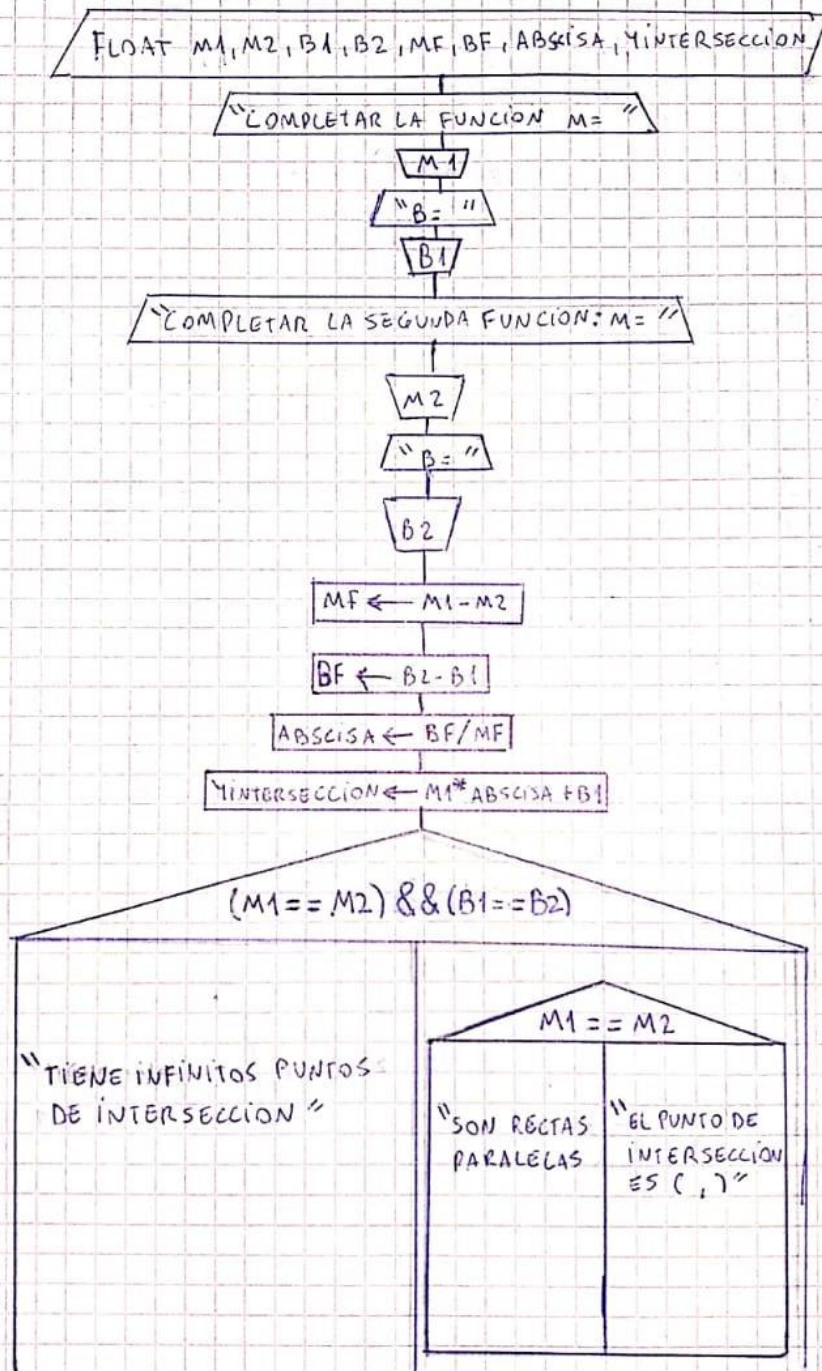 FLOAT M1, M2, B1, B2, MF, BF, ABSCISA, YINTERSECCION
"COMPLETAR LA FUNCION M= "
M1
"B= "
B1
"COMPLETAR LA SEGUNDA FUNCION: M= "
M2
"B= "
B2
MF ← M1-M2
BF ← B2-B1
ABSCISA ← BF/MF
YINTERSECCION ← M1*ABSCISA+B1
(M1==M2) && (B1==B2)
"TIENE INFINITOS PUNTOS
DE INTERSECCION"
M1 == M2
"SON RECTAS
PARALELAS
"EL PUNTO DE
INTERSECCION
ES ( , )"